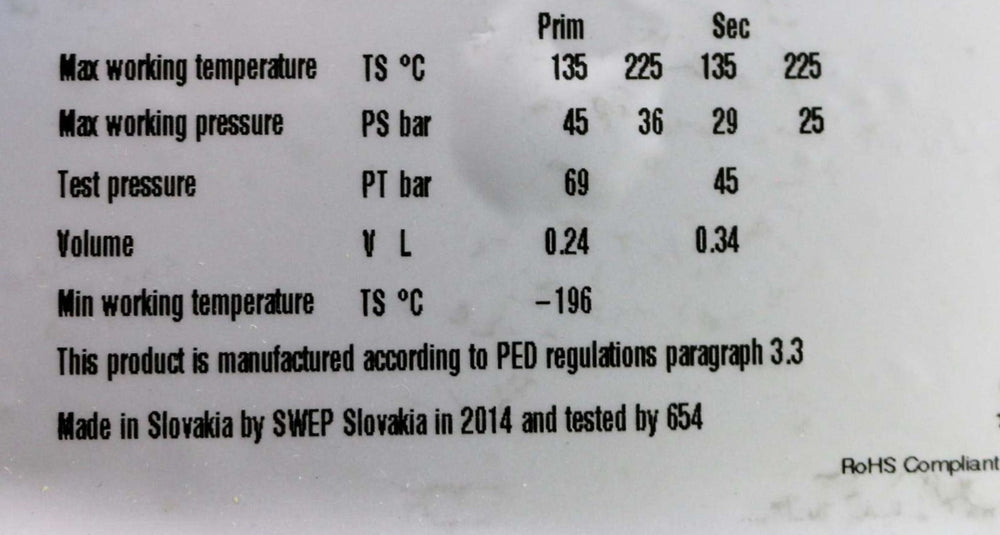 Prim Sec
Max working temperature TS °C 135 225 135 225
Max working pressure PS bar 45 36 29 25
Test pressure PT bar 69 45
Volume V L 0.24 0.34
Min working temperature TS °C -196
This product is manufactured according to PED regulations paragraph 3.3
Made in Slovakia by SWEP Slovakia in 2014 and tested by 654
RoHS Compliant